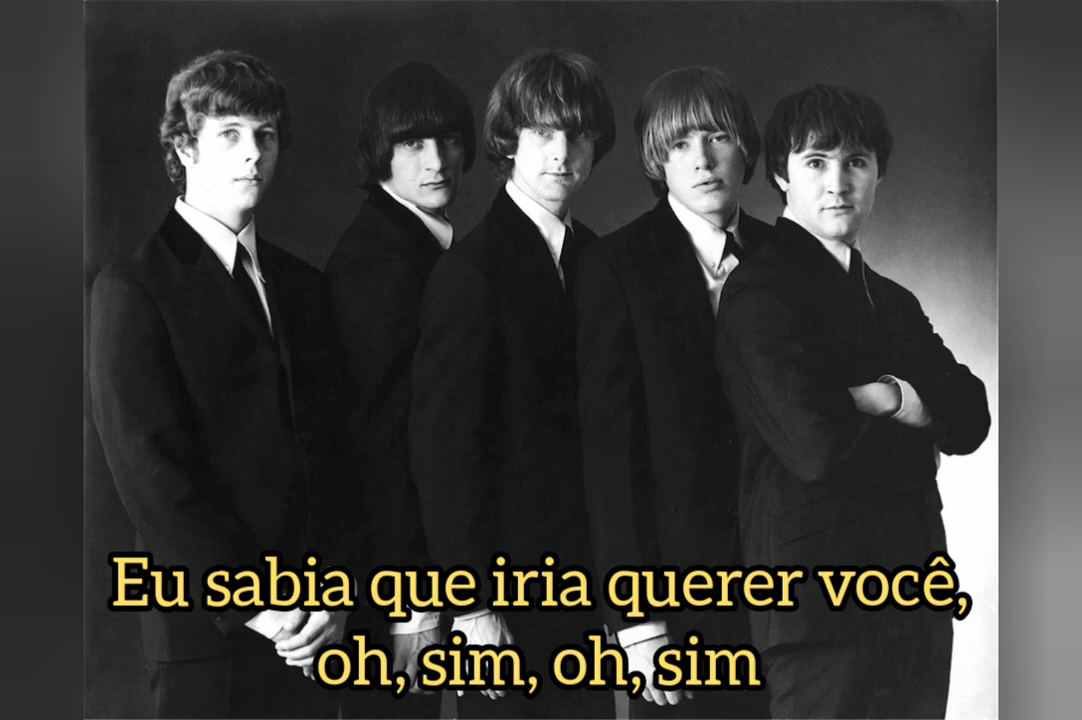 Eu sabia que iria querer você,
oh, sim, oh, sim